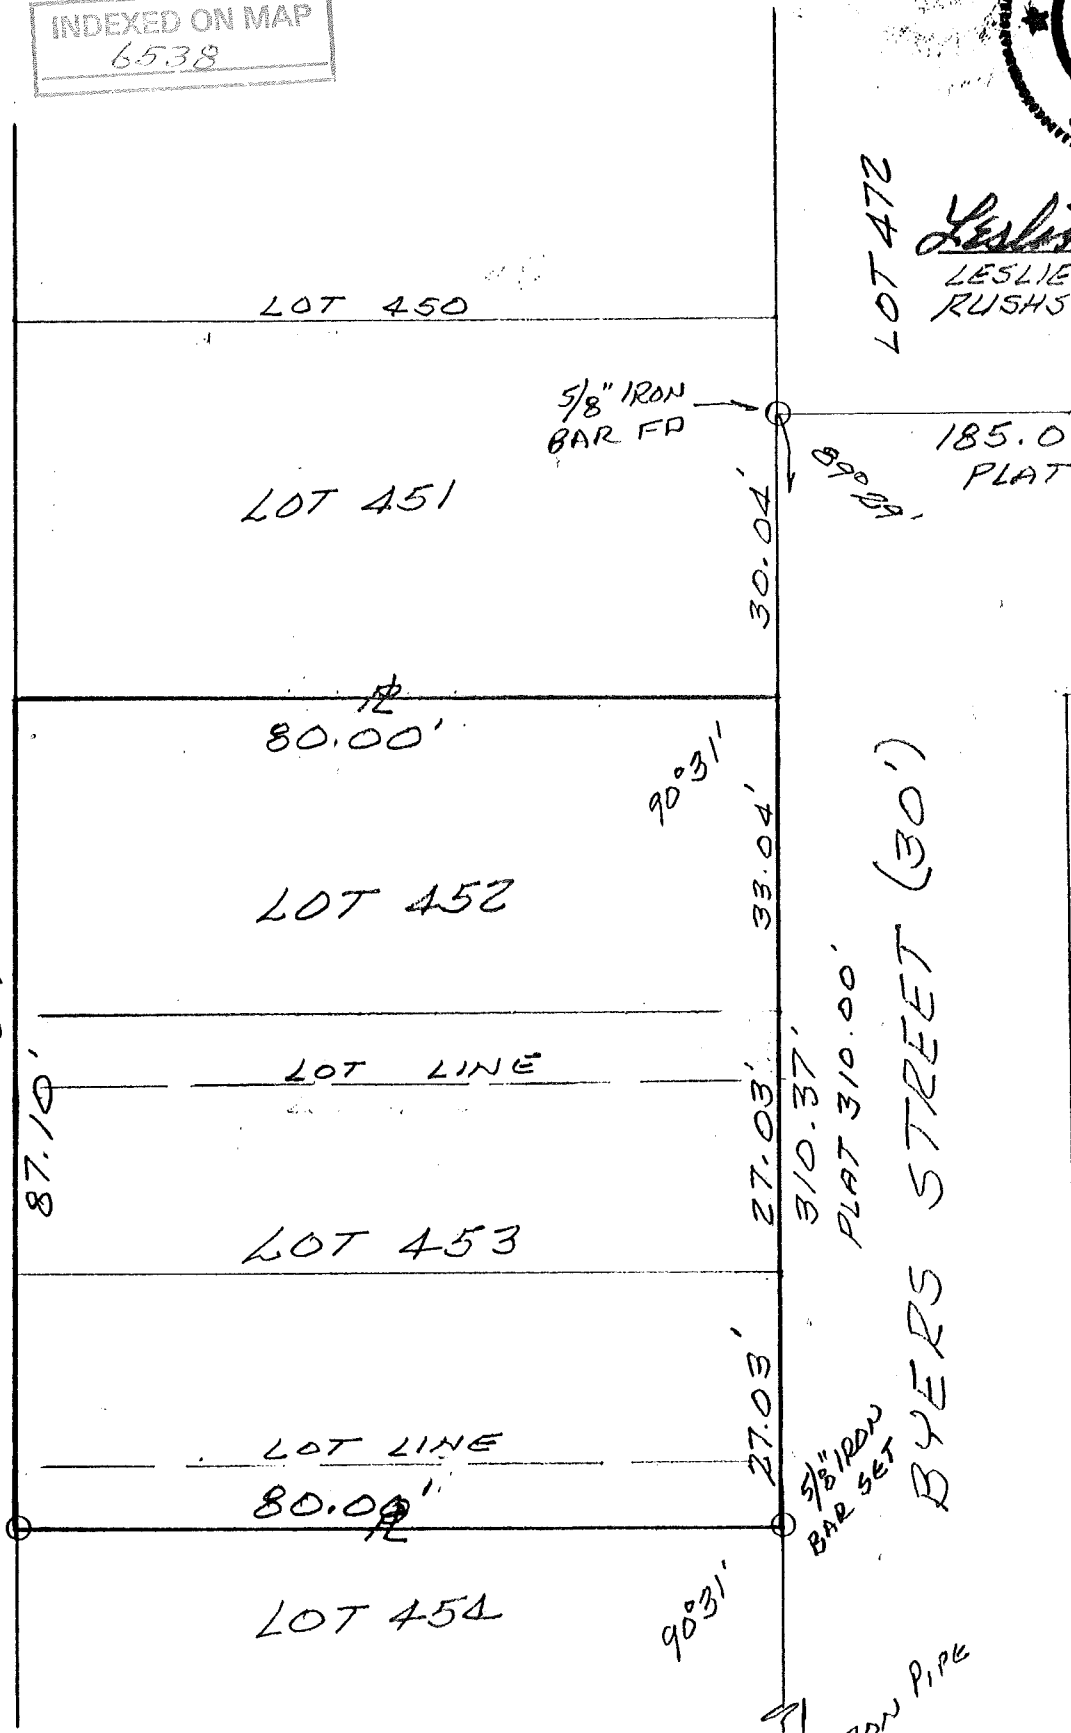 INDEXED ON MAP
6538
LOT 472
LESLIE
RUSHS
LOT 450
5/8" IRON
BAR FD
185.0
PLAT
89°29'
LOT 451
30.04'
80.00'
90°31'
33.04'
LOT 452
BYERS STREET (30')
LOT LINE
87.10'
27.03'
310.37'
PLAT 310.00'
LOT 453
27.03'
LOT LINE
80.00'
5/8" IRON
BAR SET
90°31'
LOT 454
PIPE